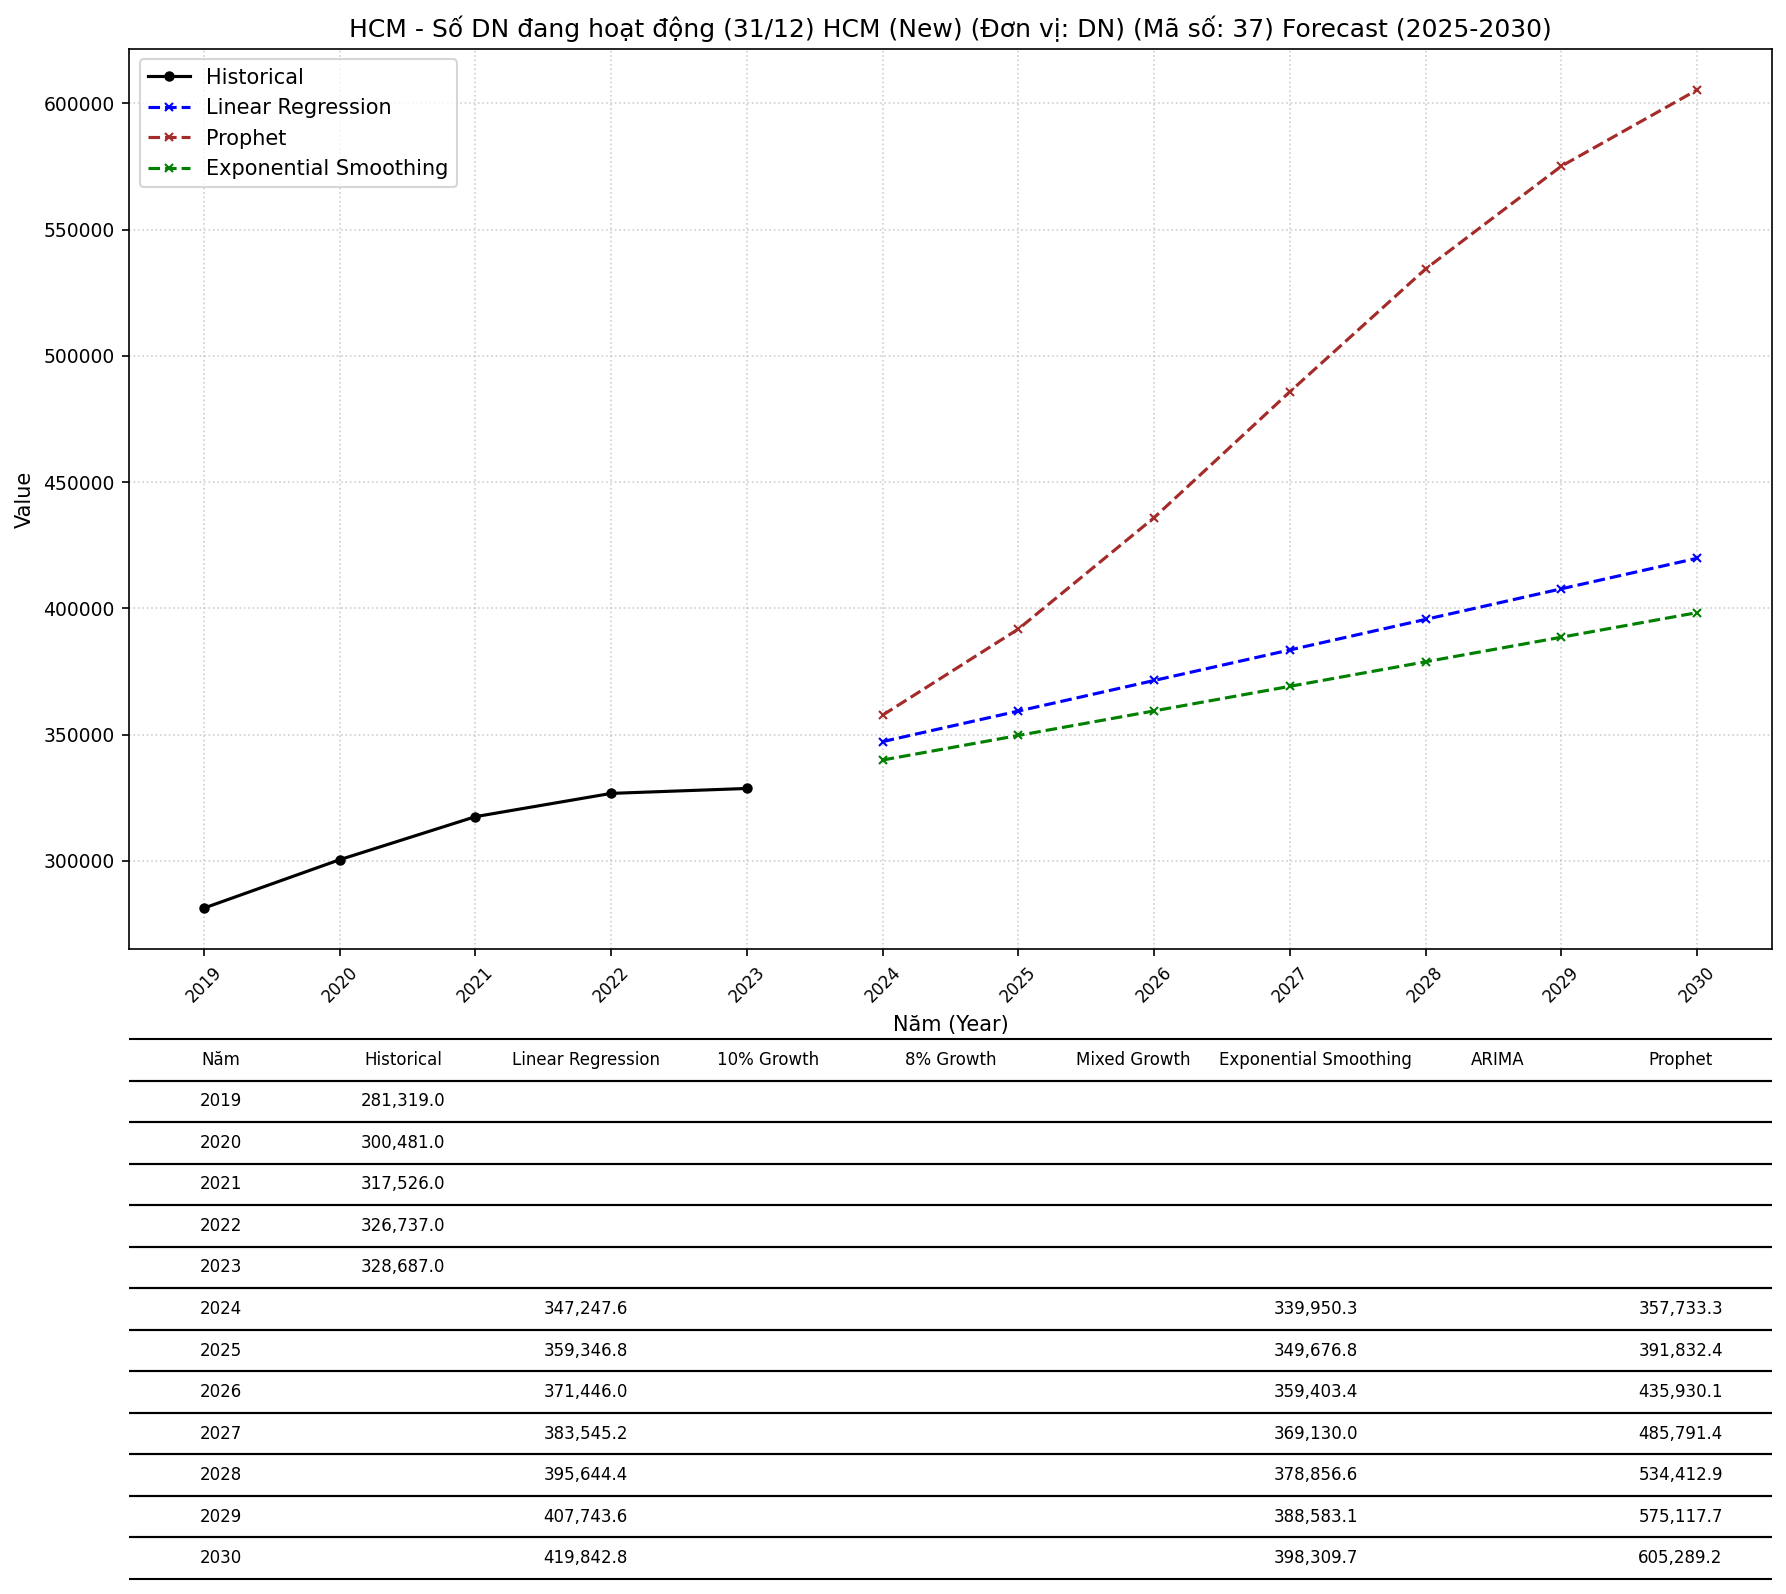 HCM - Số DN đang hoạt động (31/12) HCM (New) (Đơn vị: DN) (Mã số: 37) Forecast (2025-2030)
Historical
Linear Regression
Prophet
Exponential Smoothing
600000
550000
500000
450000
400000
350000
300000
Value
2019 2020 2021 2022 2023 2024 2025 2026 2027 2028 2029 2030
Năm (Year)
Năm Historical Linear Regression 10% Growth 8% Growth Mixed Growth Exponential Smoothing ARIMA Prophet
2019 281,319.0
2020 300,481.0
2021 317,526.0
2022 326,737.0
2023 328,687.0
2024 347,247.6 339,950.3 357,733.3
2025 359,346.8 349,676.8 391,832.4
2026 371,446.0 359,403.4 435,930.1
2027 383,545.2 369,130.0 485,791.4
2028 395,644.4 378,856.6 534,412.9
2029 407,743.6 388,583.1 575,117.7
2030 419,842.8 398,309.7 605,289.2